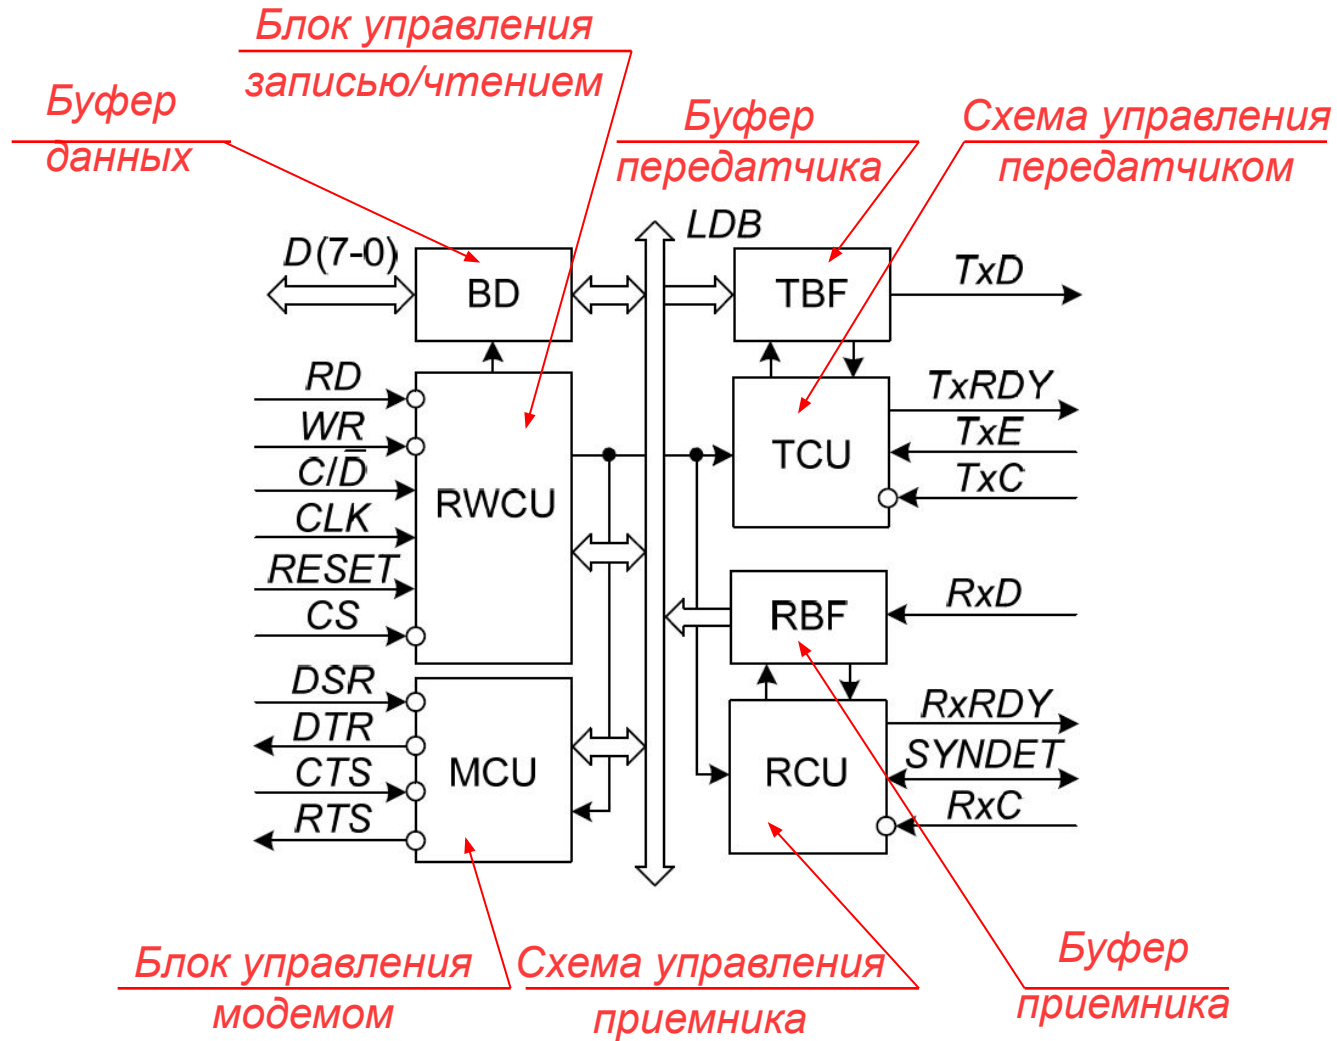 Блок управления
записью/чтением
Буфер
данных
Буфер
передатчика
Схема управления
передатчиком
LDB
D(7-0)
BD
TBF
TxD
RD
WR
C/D̅
CLK
RESET
CS
RWCU
TCU
TxRDY
TxE
TxC
RBF
RxD
DSR
DTR
CTS
RTS
MCU
RCU
RxRDY
SYNDET
RxC
Блок управления
модемом
Схема управления
приемника
Буфер
приемника